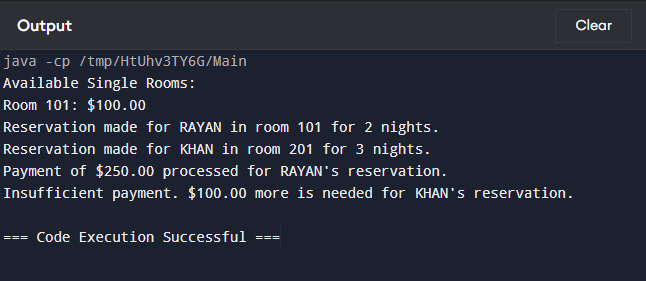 Output
Clear
java -cp /tmp/HtUhv3TY6G/Main
Available Single Rooms:
Room 101: $100.00
Reservation made for RAYAN in room 101 for 2 nights.
Reservation made for KHAN in room 201 for 3 nights.
Payment of $250.00 processed for RAYAN's reservation.
Insufficient payment. $100.00 more is needed for KHAN's reservation.
=== Code Execution Successful ===